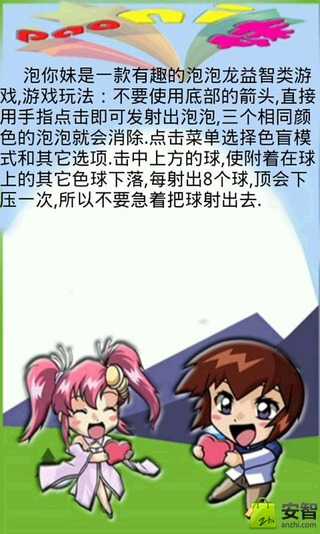 Pao ni
泡你妹是一款有趣的泡泡龙益智类游
戏,游戏玩法：不要使用底部的箭头,直接
用手指点击即可发射出泡泡,三个相同颜
色的泡泡就会消除.点击菜单选择色盲模
式和其它选项.击中上方的球,使附着在球
上的其它色球下落,每射出8个球,顶会下
压一次,所以不要急着把球射出去.
安智
anzhi.com